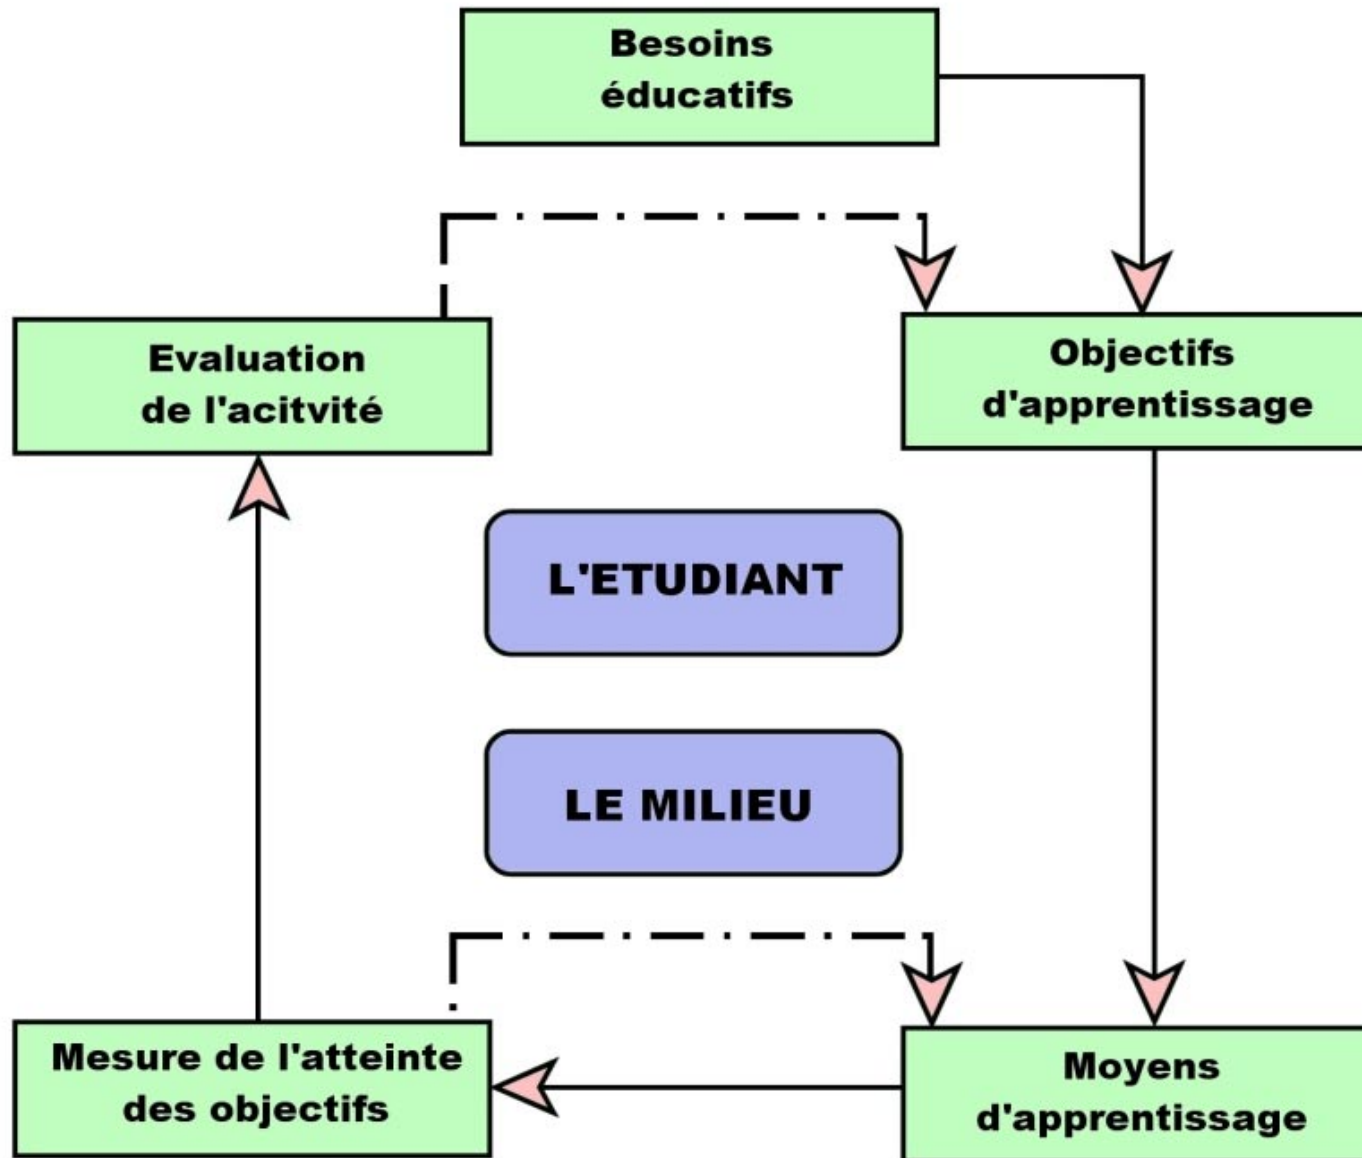 Besoins
éducatifs
Evaluation
de l'acitvité
Objectifs
d'apprentissage
L'ETUDIANT
LE MILIEU
Mesure de l'atteinte
des objectifs
Moyens
d'apprentissage